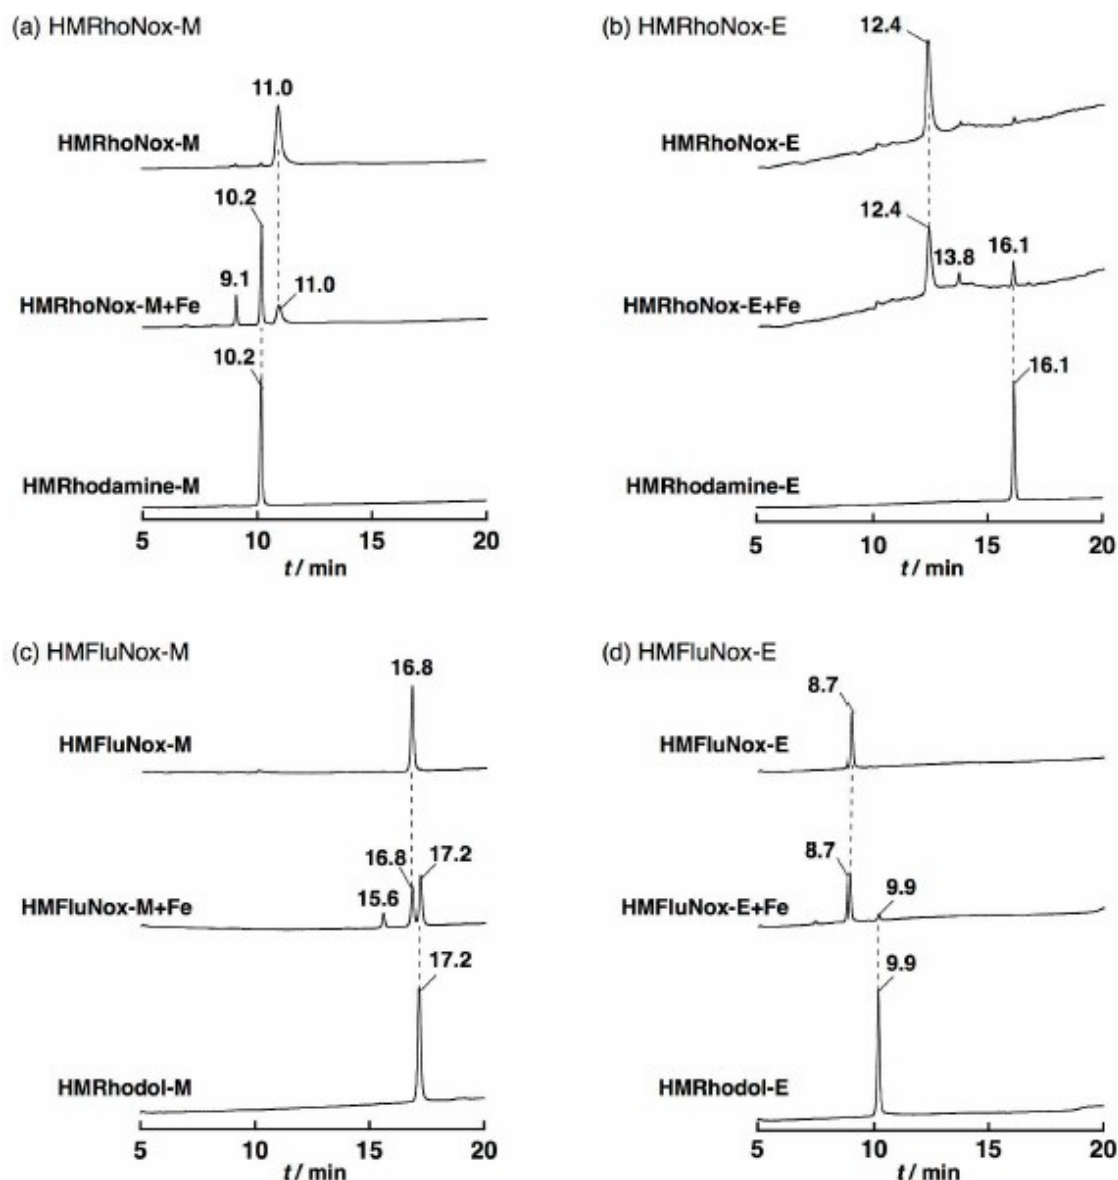 (a) HMRhoNox-M
11.0
HMRhoNox-M
10.2
9.1
11.0
HMRhoNox-M+Fe
10.2
HMRhodamine-M
5 10 15 20
t / min
(b) HMRhoNox-E
12.4
HMRhoNox-E
12.4
13.8
16.1
HMRhoNox-E+Fe
16.1
HMRhodamine-E
5 10 15 20
t / min
(c) HMFluNox-M
16.8
HMFluNox-M
16.8
17.2
15.6
HMFluNox-M+Fe
17.2
HMRhodol-M
5 10 15 20
t / min
(d) HMFluNox-E
8.7
HMFluNox-E
8.7
9.9
HMFluNox-E+Fe
9.9
HMRhodol-E
5 10 15 20
t / min